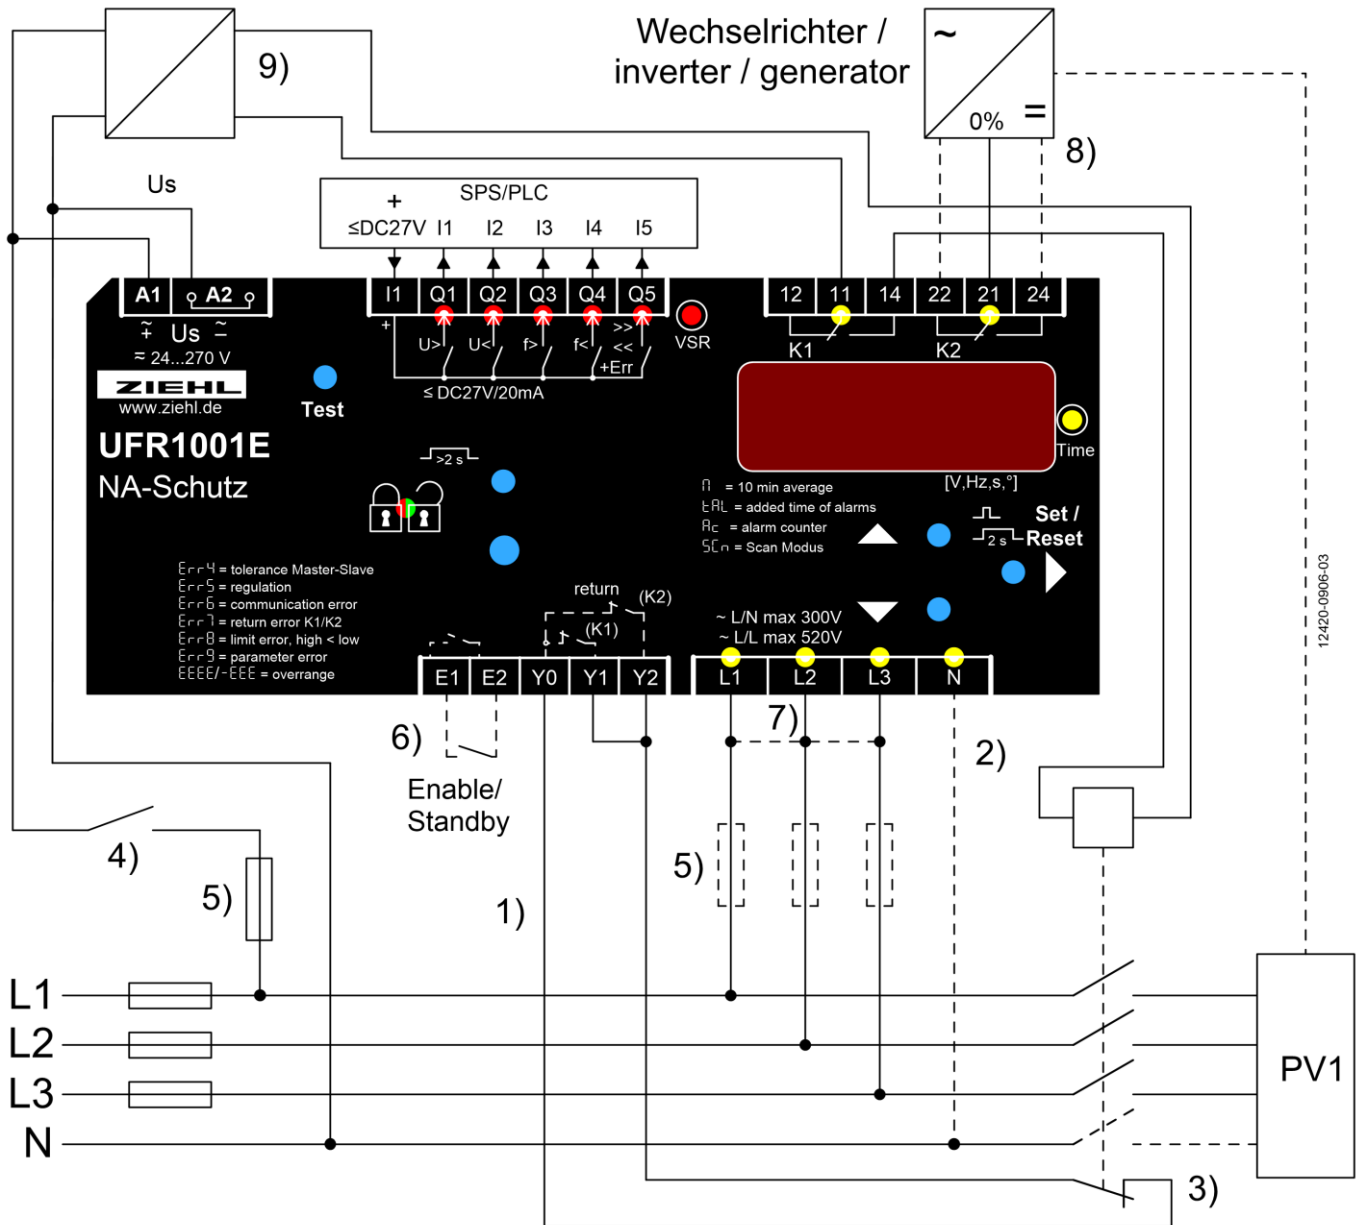 Wechselrichter /
inverter / generator
~
0% =
9)
8)
Us
SPS/PLC
+
≤DC27V I1 I2 I3 I4 I5
A1 A2
I1 Q1 Q2 Q3 Q4 Q5
12 11 14 22 21 24
~ + Us ~ −
≂ 24...270 V
+
U> U< f> f< >>
<<
+Err
≤ DC27V/20mA
VSR
K1 K2
ZIEHL
www.ziehl.de
Test
UFR1001E
NA-Schutz
>2 s
Time
[V,Hz,s,°]
n = 10 min average
tAL = added time of alarms
Ac = alarm counter
SCn = Scan Modus
2 s
Set /
Reset
Err4 = tolerance Master-Slave
Err5 = regulation
Err6 = communication error
Err7 = return error K1/K2
Err8 = limit error, high < low
Err9 = parameter error
EEEE/-EEE = overrange
return (K2)
(K1)
~ L/N max 300V
~ L/L max 520V
E1 E2 Y0 Y1 Y2
L1 L2 L3 N
12420-0906-03
6)
Enable/
Standby
7)
2)
4)
5)
1)
5)
L1
L2
L3
N
PV1
3)